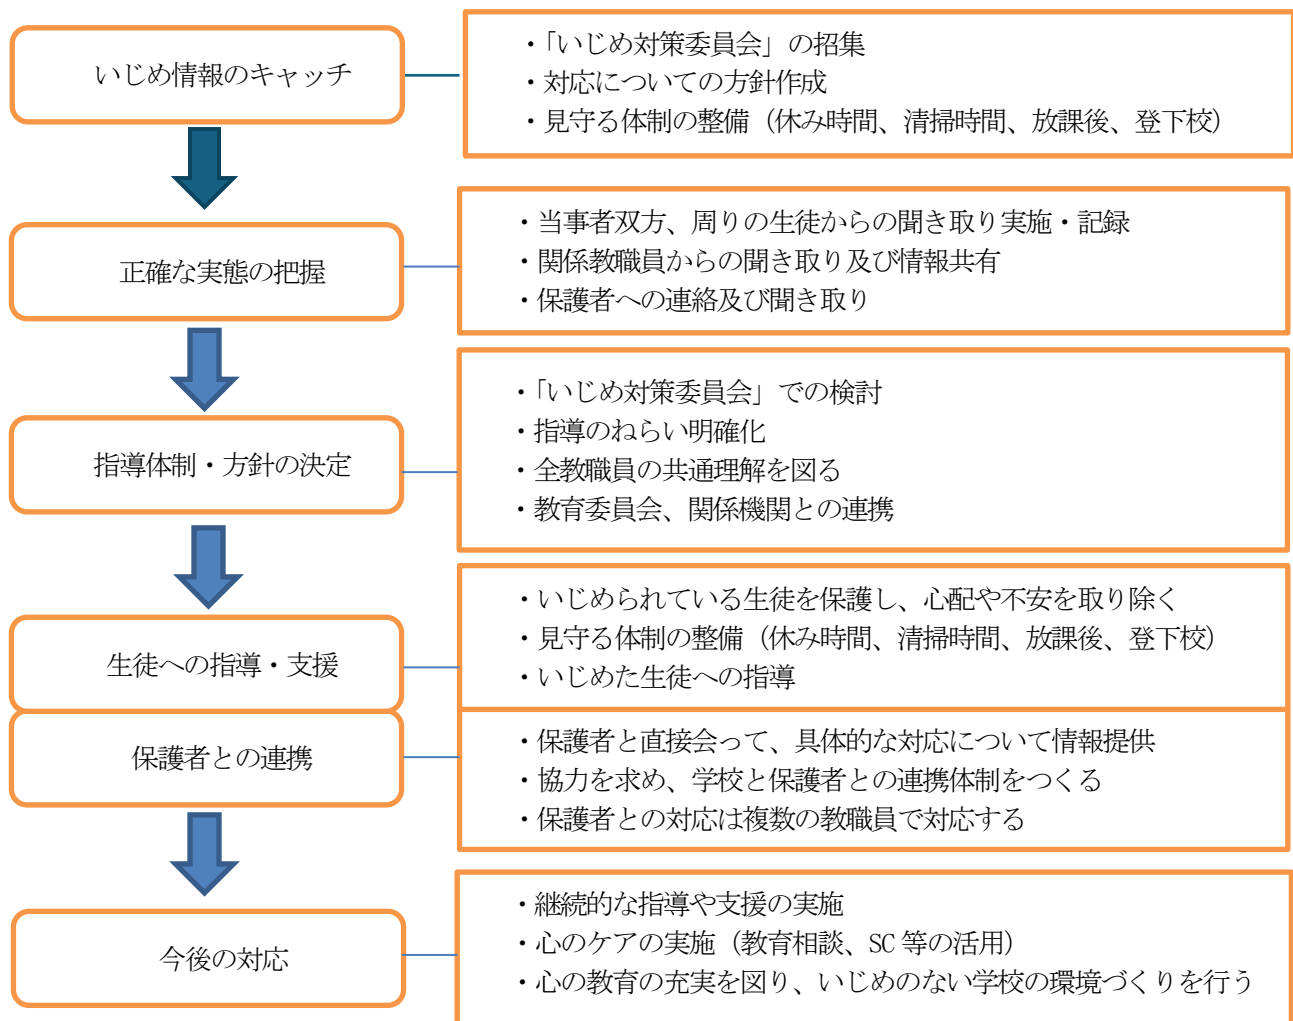 いじめ情報のキャッチ
・「いじめ対策委員会」の招集
・対応についての方針作成
・見守る体制の整備（休み時間、清掃時間、放課後、登下校）
正確な実態の把握
・当事者双方、周りの生徒からの聞き取り実施・記録
・関係教職員からの聞き取り及び情報共有
・保護者への連絡及び聞き取り
指導体制・方針の決定
・「いじめ対策委員会」での検討
・指導のねらい明確化
・全教職員の共通理解を図る
・教育委員会、関係機関との連携
生徒への指導・支援
・いじめられている生徒を保護し、心配や不安を取り除く
・見守る体制の整備（休み時間、清掃時間、放課後、登下校）
・いじめた生徒への指導
保護者との連携
・保護者と直接会って、具体的な対応について情報提供
・協力を求め、学校と保護者との連携体制をつくる
・保護者との対応は複数の教職員で対応する
今後の対応
・継続的な指導や支援の実施
・心のケアの実施（教育相談、SC 等の活用）
・心の教育の充実を図り、いじめのない学校の環境づくりを行う